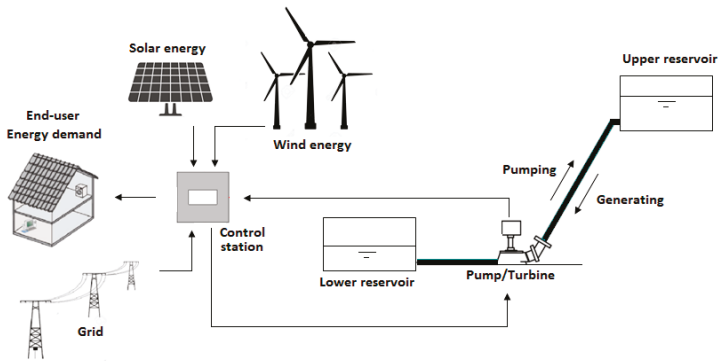 Solar energy
Upper reservoir
End-user
Energy demand
Wind energy
Pumping
Generating
Control
station
Lower reservoir
Pump/Turbine
Grid